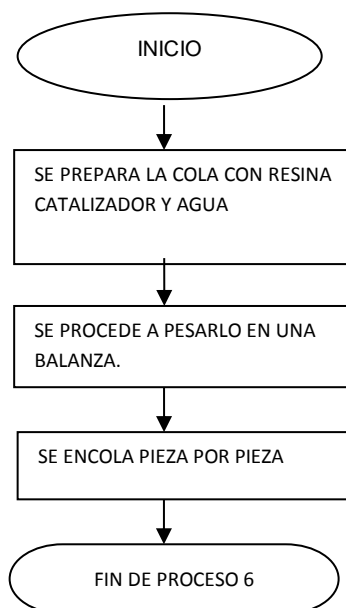 INICIO
SE PREPARA LA COLA CON RESINA
CATALIZADOR Y AGUA
SE PROCEDE A PESARLO EN UNA
BALANZA.
SE ENCOLA PIEZA POR PIEZA
FIN DE PROCESO 6